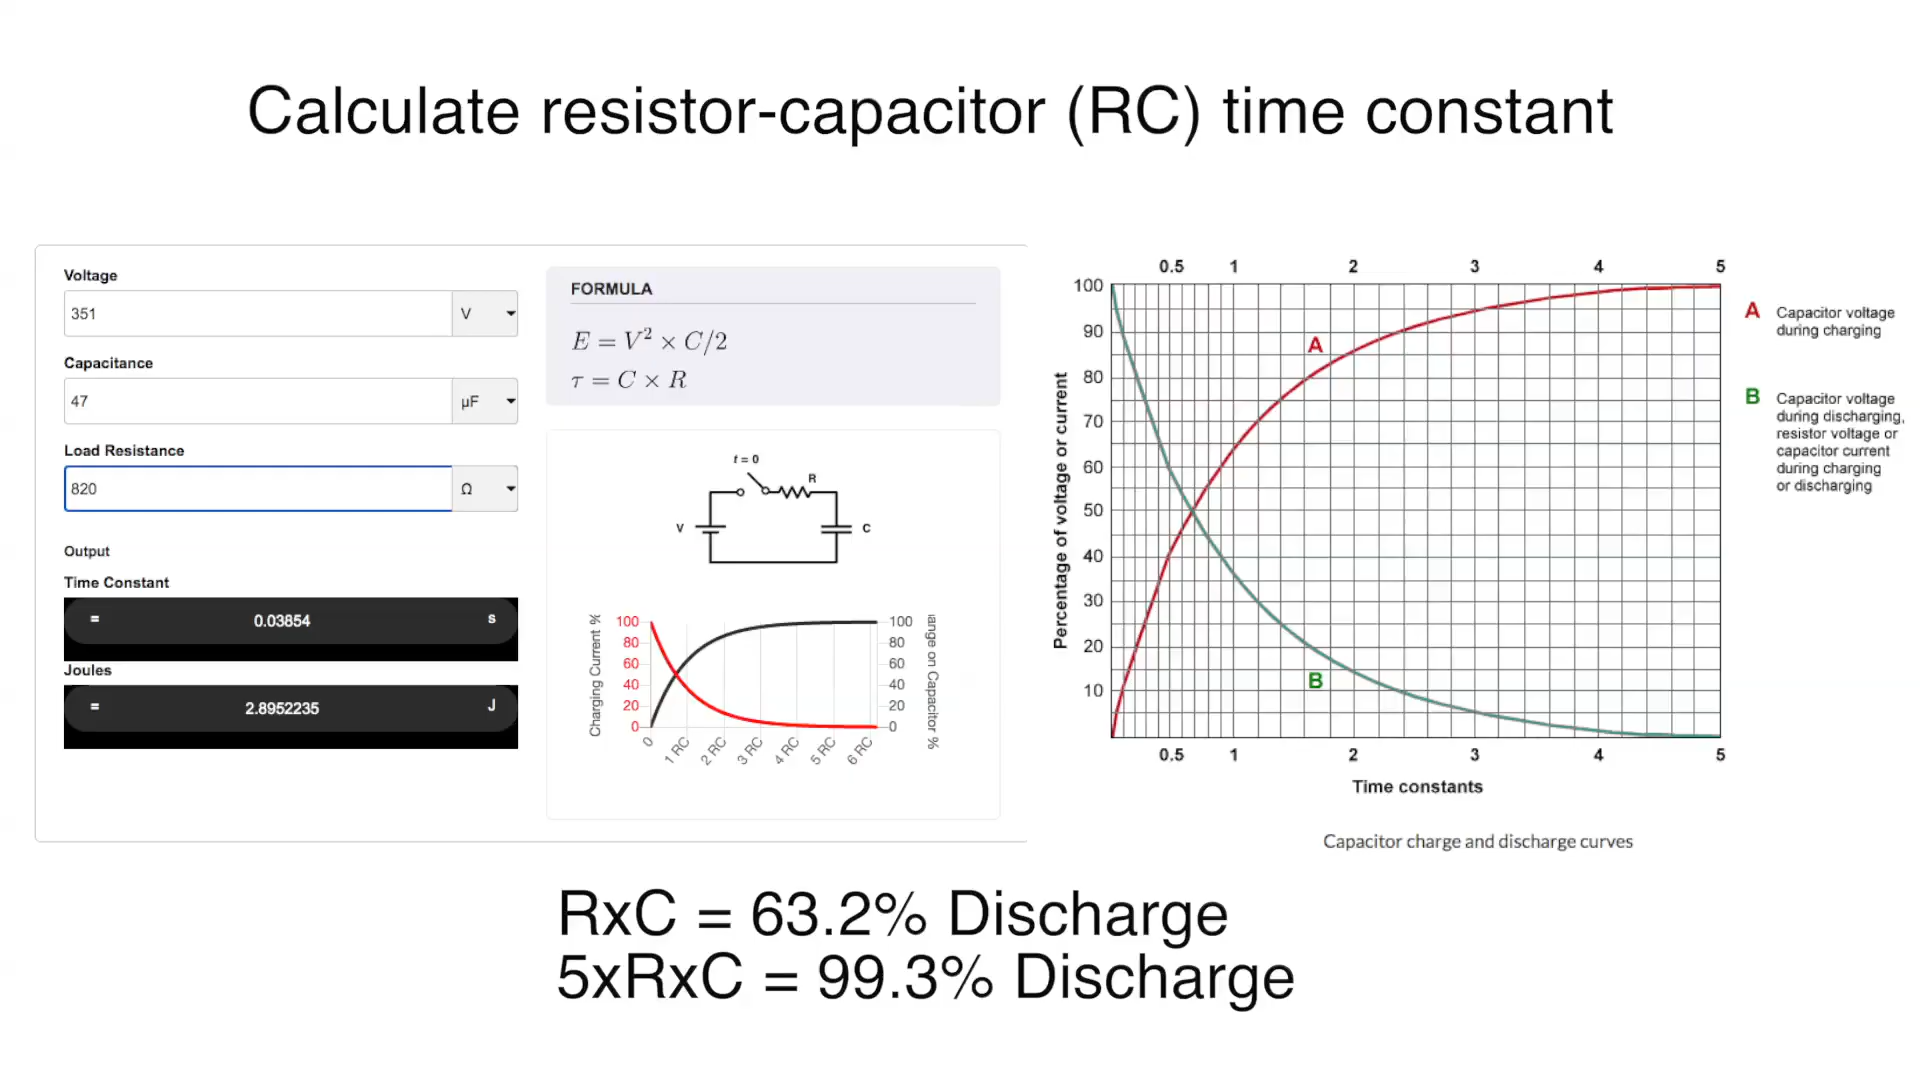 Calculate resistor-capacitor (RC) time constant
Voltage
351
V
Capacitance
47
µF
Load Resistance
820
Ω
Output
Time Constant
= 0.03854 s
Joules
= 2.8952235 J
FORMULA
E = V² × C/2
τ = C × R
t = 0
R
V
C
Charging Current %
100
80
60
40
20
0
100
80
60
40
20
0
ange on Capacitor %
0 1 RC 2 RC 3 RC 4 RC 5 RC 6 RC
0.5 1 2 3 4 5
Percentage of voltage or current
100
90
80
70
60
50
40
30
20
10
A
B
0.5 1 2 3 4 5
Time constants
A Capacitor voltage
during charging
B Capacitor voltage
during discharging,
resistor voltage or
capacitor current
during charging
or discharging
Capacitor charge and discharge curves
RxC = 63.2% Discharge
5xRxC = 99.3% Discharge